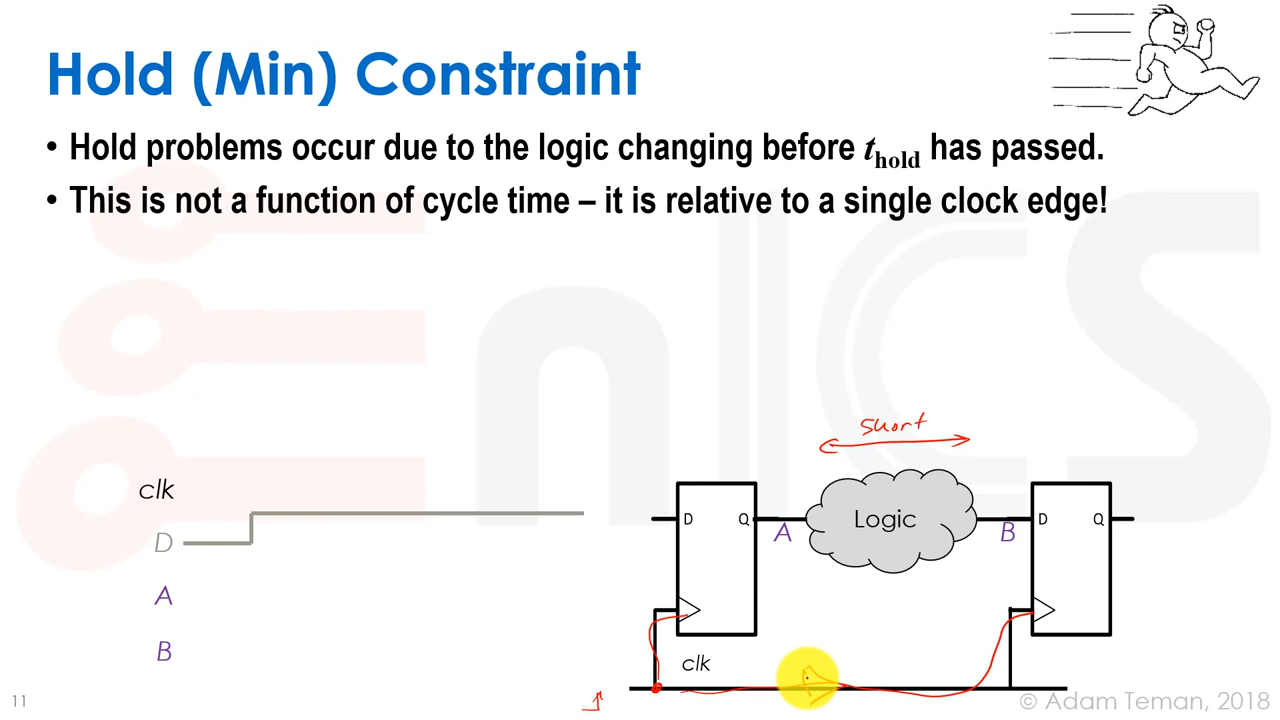 Hold (Min) Constraint
• Hold problems occur due to the logic changing before thold has passed.
• This is not a function of cycle time – it is relative to a single clock edge!
EnICS
short
clk
D
A
B
D Q
A
Logic
B
D Q
clk
11
© Adam Teman, 2018